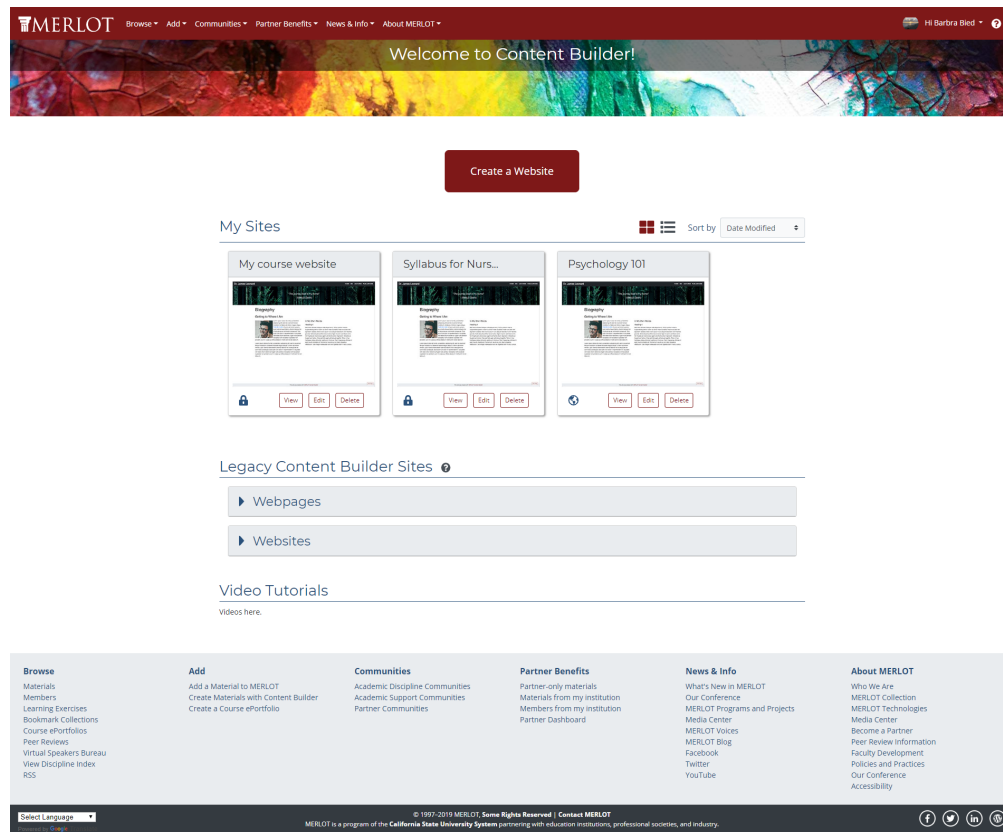 MERLOT Browse Add Communities Partner Benefits News & Info About MERLOT Hi Barbra Bied
Welcome to Content Builder!
Create a Website
My Sites Sort by Date Modified
My course website Syllabus for Nurs... Psychology 101
Biography Biography Biography
View Edit Delete View Edit Delete View Edit Delete
Legacy Content Builder Sites
Webpages
Websites
Video Tutorials
Videos here.
Browse
Materials
Members
Learning Exercises
Bookmark Collections
Course ePortfolios
Peer Reviews
Virtual Speakers Bureau
View Discipline Index
RSS
Add
Add a Material to MERLOT
Create Materials with Content Builder
Create a Course ePortfolio
Communities
Academic Discipline Communities
Academic Support Communities
Partner Communities
Partner Benefits
Partner-only materials
Materials from my institution
Members from my institution
Partner Dashboard
News & Info
What's New in MERLOT
Our Conference
MERLOT Programs and Projects
Media Center
MERLOT Voices
MERLOT Blog
Facebook
Twitter
YouTube
About MERLOT
Who We Are
MERLOT Collection
MERLOT Technologies
Media Center
Become a Partner
Peer Review Information
Faculty Development
Policies and Practices
Our Conference
Accessibility
Select Language
Powered by Google
© 1997–2019 MERLOT, Some Rights Reserved | Contact MERLOT
MERLOT is a program of the California State University System partnering with education institutions, professional societies, and industry.